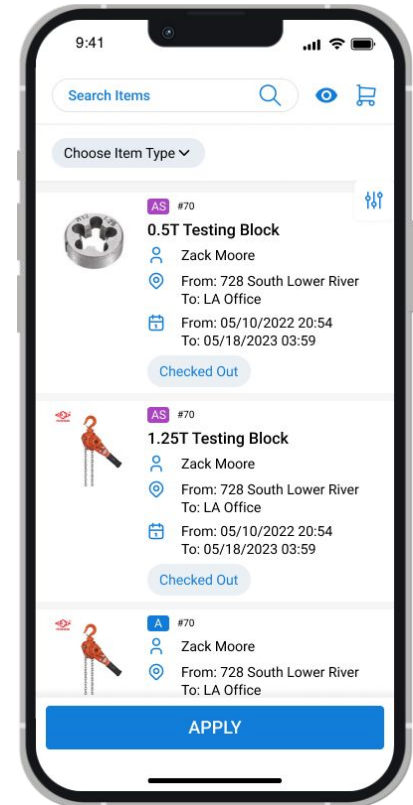 9:41
Search Items
Choose Item Type
AS #70
0.5T Testing Block
Zack Moore
From: 728 South Lower River
To: LA Office
From: 05/10/2022 20:54
To: 05/18/2023 03:59
Checked Out
AS #70
1.25T Testing Block
Zack Moore
From: 728 South Lower River
To: LA Office
From: 05/10/2022 20:54
To: 05/18/2023 03:59
Checked Out
A #70
Zack Moore
From: 728 South Lower River
To: LA Office
APPLY